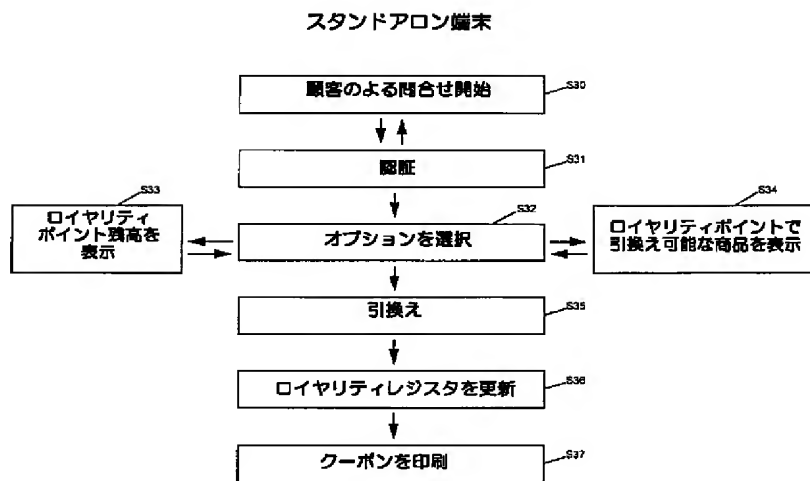 スタンドアロン端末
顧客のよる問合せ開始
S30
認証
S31
S33
ロイヤリティ
ポイント残高を
表示
S32
オプションを選択
S34
ロイヤリティポイントで
引換え可能な商品を表示
引換え
S35
ロイヤリティレジスタを更新
S36
クーポンを印刷
S37